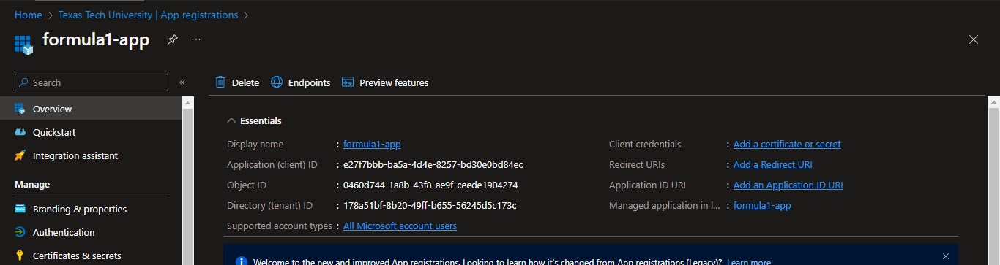 Home > Texas Tech University | App registrations >
formula1-app ...
Search «
Delete Endpoints Preview features
Overview
Essentials
Quickstart
Display name : formula1-app Client credentials : Add a certificate or secret
Integration assistant
Application (client) ID : e27f7bbb-ba5a-4d4e-8257-bd30e0bd84ec Redirect URIs : Add a Redirect URI
Manage
Object ID : 0460d744-1a8b-43f8-ae9f-ceede1904274 Application ID URI : Add an Application ID URI
Branding & properties
Directory (tenant) ID : 178a51bf-8b20-49ff-b655-56245d5c173c Managed application in l... : formula1-app
Authentication
Supported account types : All Microsoft account users
Certificates & secrets
Welcome to the new and improved App registrations. Looking to learn how it's changed from App registrations (Legacy)? Learn more